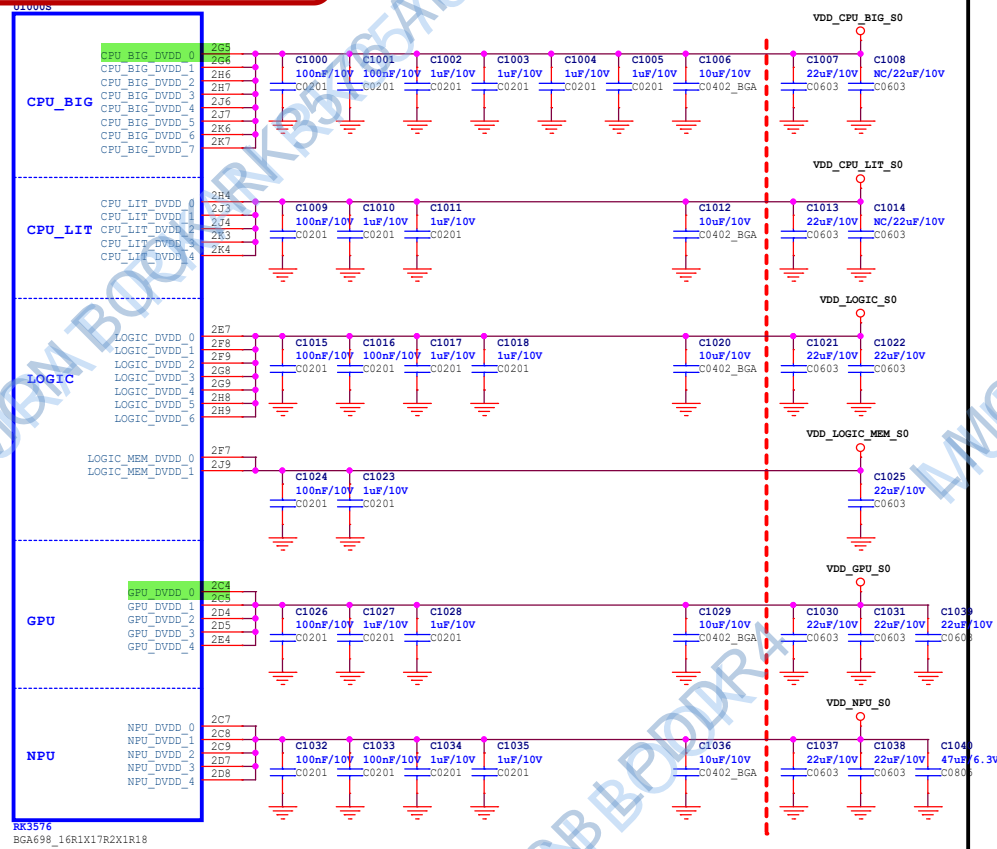 U1000S
VDD_CPU_BIG_S0
CPU_BIG
CPU_BIG_DVDD_0 2G5
CPU_BIG_DVDD_1 2G6
CPU_BIG_DVDD_2 2H6
CPU_BIG_DVDD_3 2H7
CPU_BIG_DVDD_4 2J6
CPU_BIG_DVDD_5 2J7
CPU_BIG_DVDD_6 2K6
CPU_BIG_DVDD_7 2K7
C1000 C1001 C1002 C1003 C1004 C1005 C1006 C1007 C1008
100nF/10V 100nF/10V 1uF/10V 1uF/10V 1uF/10V 1uF/10V 10uF/10V 22uF/10V NC/22uF/10V
C0201 C0201 C0201 C0201 C0201 C0201 C0402_BGA C0603 C0603
VDD_CPU_LIT_S0
CPU_LIT
CPU_LIT_DVDD_0 2H4
CPU_LIT_DVDD_1 2J3
CPU_LIT_DVDD_2 2J4
CPU_LIT_DVDD_3 2K3
CPU_LIT_DVDD_4 2K4
C1009 C1010 C1011 C1012 C1013 C1014
100nF/10V 1uF/10V 1uF/10V 10uF/10V 22uF/10V NC/22uF/10V
C0201 C0201 C0201 C0402_BGA C0603 C0603
VDD_LOGIC_S0
LOGIC
LOGIC_DVDD_0 2E7
LOGIC_DVDD_1 2F8
LOGIC_DVDD_2 2F9
LOGIC_DVDD_3 2G8
LOGIC_DVDD_4 2G9
LOGIC_DVDD_5 2H8
LOGIC_DVDD_6 2H9
C1015 C1016 C1017 C1018 C1020 C1021 C1022
100nF/10V 100nF/10V 1uF/10V 1uF/10V 10uF/10V 22uF/10V 22uF/10V
C0201 C0201 C0201 C0201 C0402_BGA C0603 C0603
VDD_LOGIC_MEM_S0
LOGIC_MEM_DVDD_0 2F7
LOGIC_MEM_DVDD_1 2J9
C1024 C1023 C1025
100nF/10V 1uF/10V 22uF/10V
C0201 C0201 C0603
VDD_GPU_S0
GPU
GPU_DVDD_0 2C4
GPU_DVDD_1 2C5
GPU_DVDD_2 2D4
GPU_DVDD_3 2D5
GPU_DVDD_4 2E4
C1026 C1027 C1028 C1029 C1030 C1031 C1039
100nF/10V 1uF/10V 1uF/10V 10uF/10V 22uF/10V 22uF/10V 22uF/10V
C0201 C0201 C0201 C0402_BGA C0603 C0603 C0603
VDD_NPU_S0
NPU
NPU_DVDD_0 2C7
NPU_DVDD_1 2C8
NPU_DVDD_2 2C9
NPU_DVDD_3 2D7
NPU_DVDD_4 2D8
C1032 C1033 C1034 C1035 C1036 C1037 C1038 C1040
100nF/10V 100nF/10V 1uF/10V 1uF/10V 10uF/10V 22uF/10V 22uF/10V 47uF/6.3V
C0201 C0201 C0201 C0201 C0402_BGA C0603 C0603 C0805
RK3576
BGA698_16R1X17R2X1R18